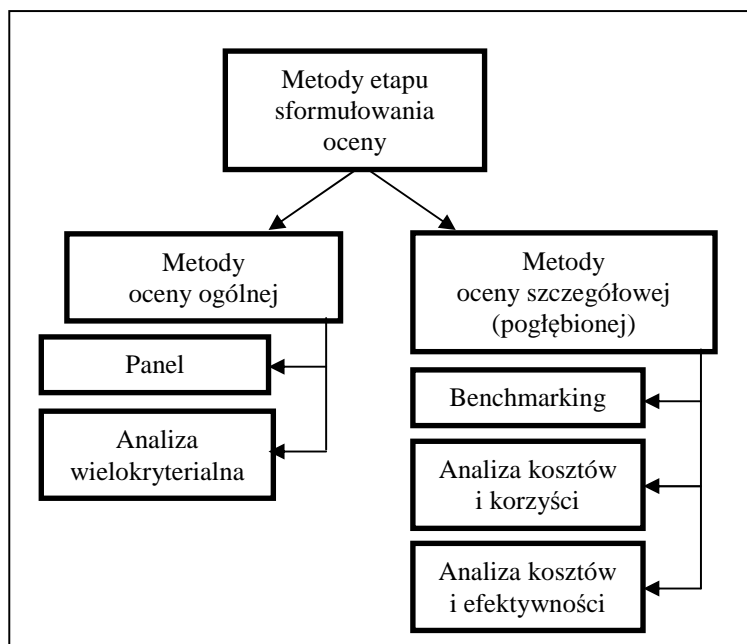 Metody etapu
sformułowania
oceny
Metody
oceny ogólnej
Panel
Analiza
wielokryterialna
Metody
oceny szczegółowej
(pogłębionej)
Benchmarking
Analiza kosztów
i korzyści
Analiza kosztów
i efektywności